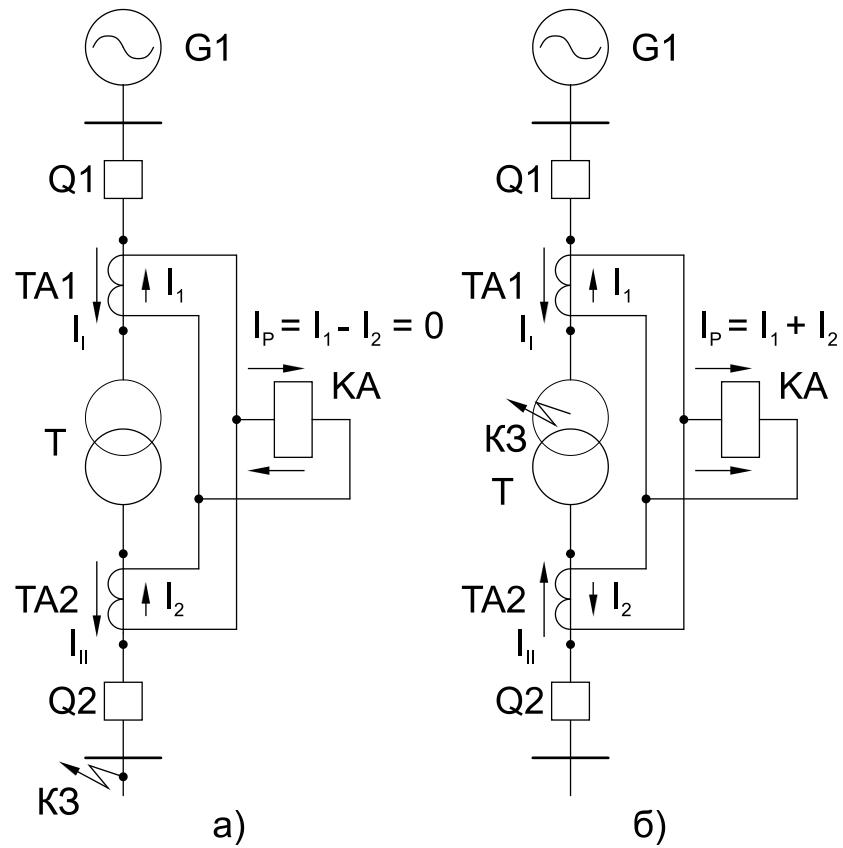 G1
Q1
TA1
I₁
I_I
I_P = I₁ - I₂ = 0
KA
T
TA2
I₂
I_II
Q2
КЗ
а)
G1
Q1
TA1
I₁
I_I
I_P = I₁ + I₂
KA
КЗ
T
TA2
I₂
I_II
Q2
б)